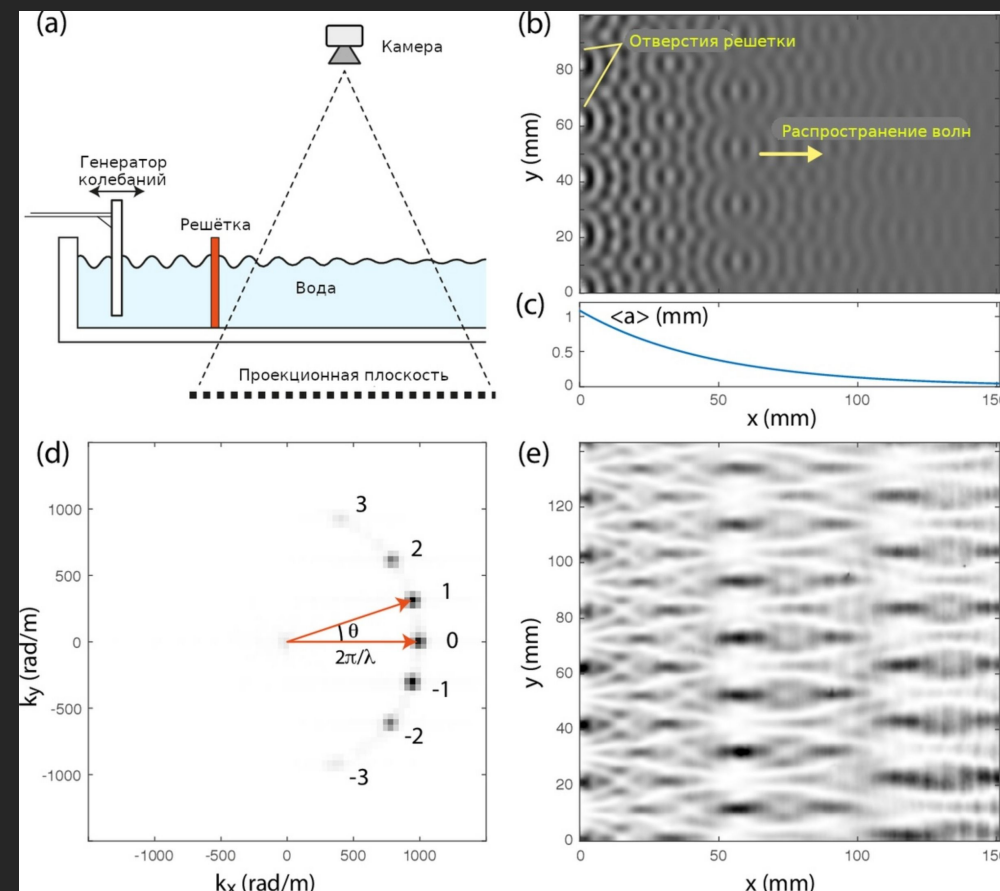 (a)
Камера
Генератор
колебаний
Решётка
Вода
Проекционная плоскость
(b)
Отверстия решетки
Распространение волн
y (mm)
80
60
40
20
0
(c)
<a> (mm)
1
0.5
0
0
50
100
150
x (mm)
(d)
3
2
1
0
-1
-2
-3
θ
2π/λ
ky (rad/m)
1000
500
0
-500
-1000
-1000
-500
0
500
1000
kx (rad/m)
(e)
y (mm)
120
100
80
60
40
20
0
0
50
100
x (mm)